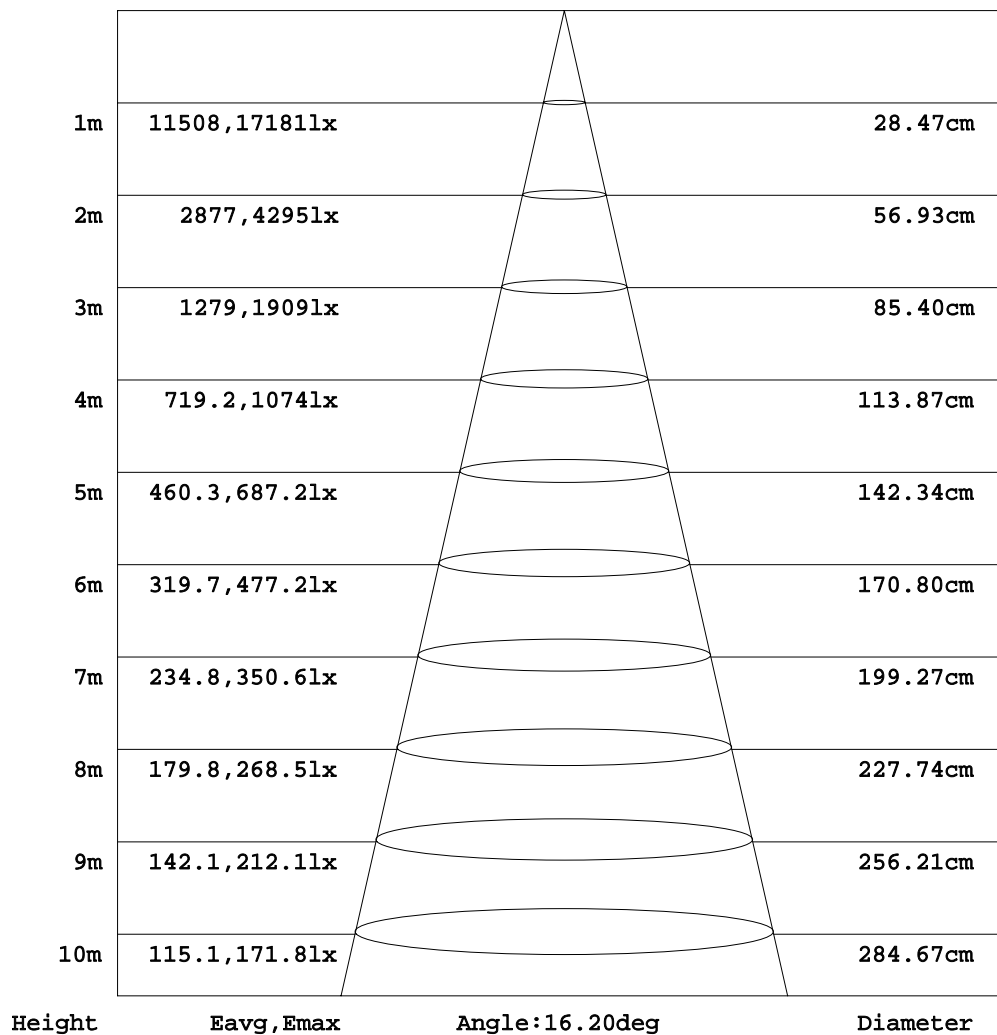 1m 11508,17181lx 28.47cm
2m 2877,4295lx 56.93cm
3m 1279,1909lx 85.40cm
4m 719.2,1074lx 113.87cm
5m 460.3,687.2lx 142.34cm
6m 319.7,477.2lx 170.80cm
7m 234.8,350.6lx 199.27cm
8m 179.8,268.5lx 227.74cm
9m 142.1,212.1lx 256.21cm
10m 115.1,171.8lx 284.67cm
Height Eavg,Emax Angle:16.20deg Diameter